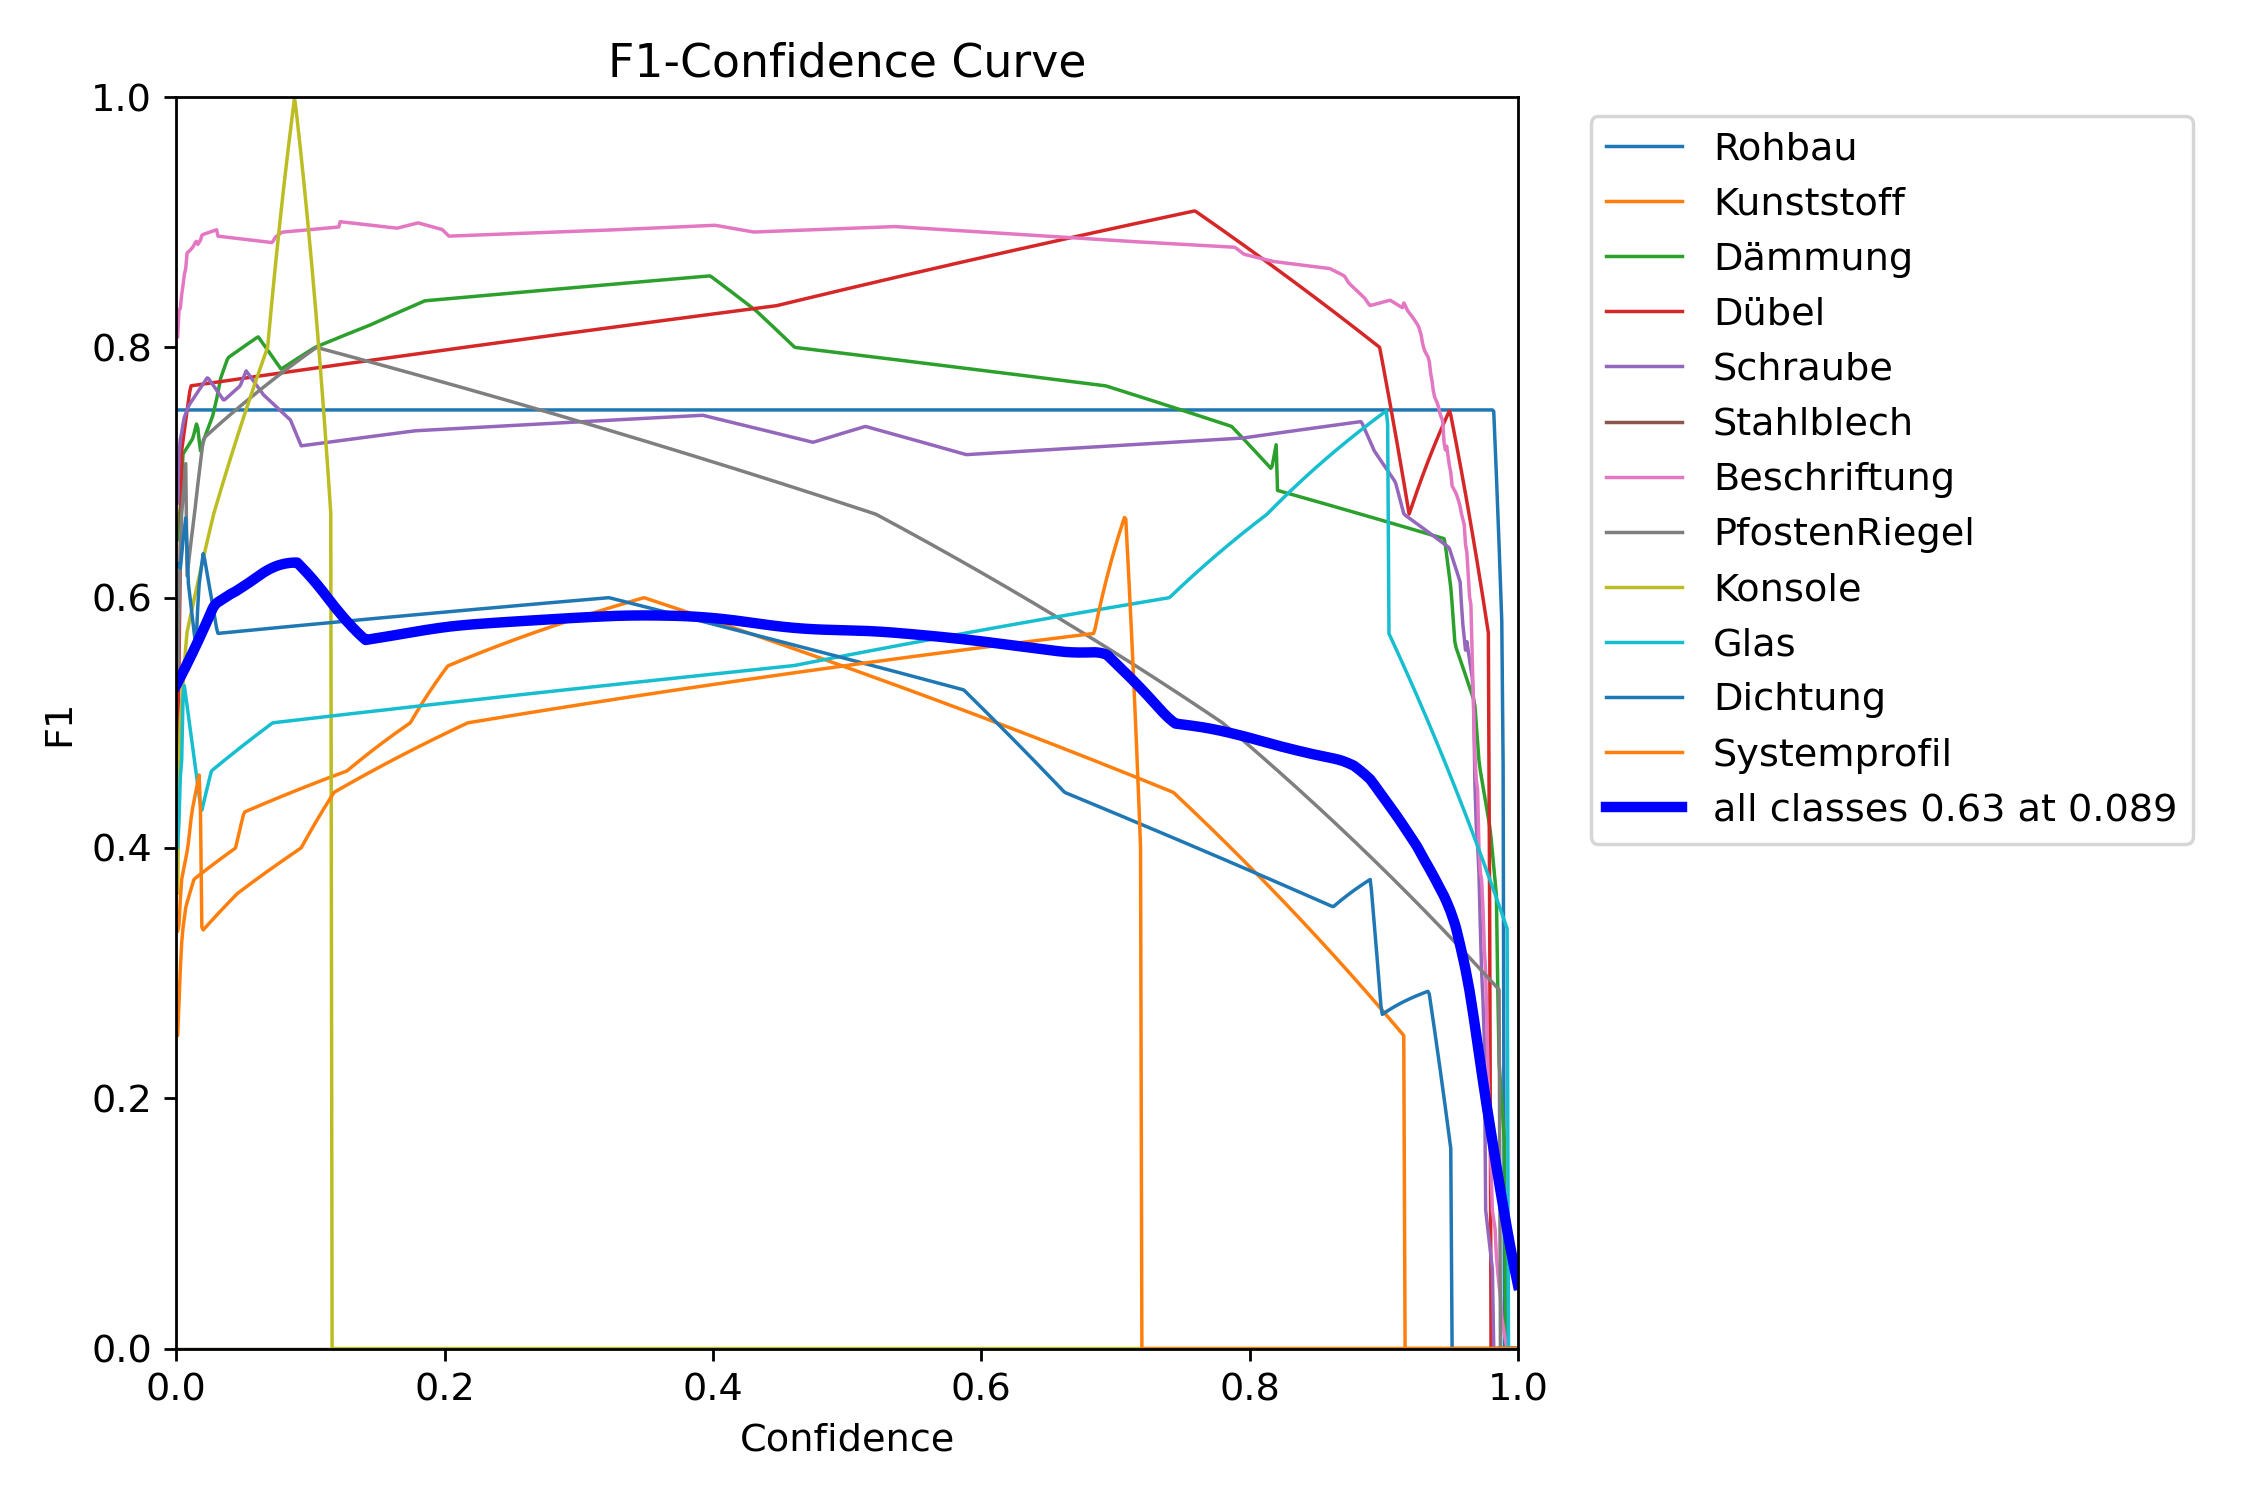 F1-Confidence Curve
1.0
0.8
0.6
0.4
0.2
0.0
F1
0.0 0.2 0.4 0.6 0.8 1.0
Confidence
Rohbau
Kunststoff
Dämmung
Dübel
Schraube
Stahlblech
Beschriftung
PfostenRiegel
Konsole
Glas
Dichtung
Systemprofil
all classes 0.63 at 0.089